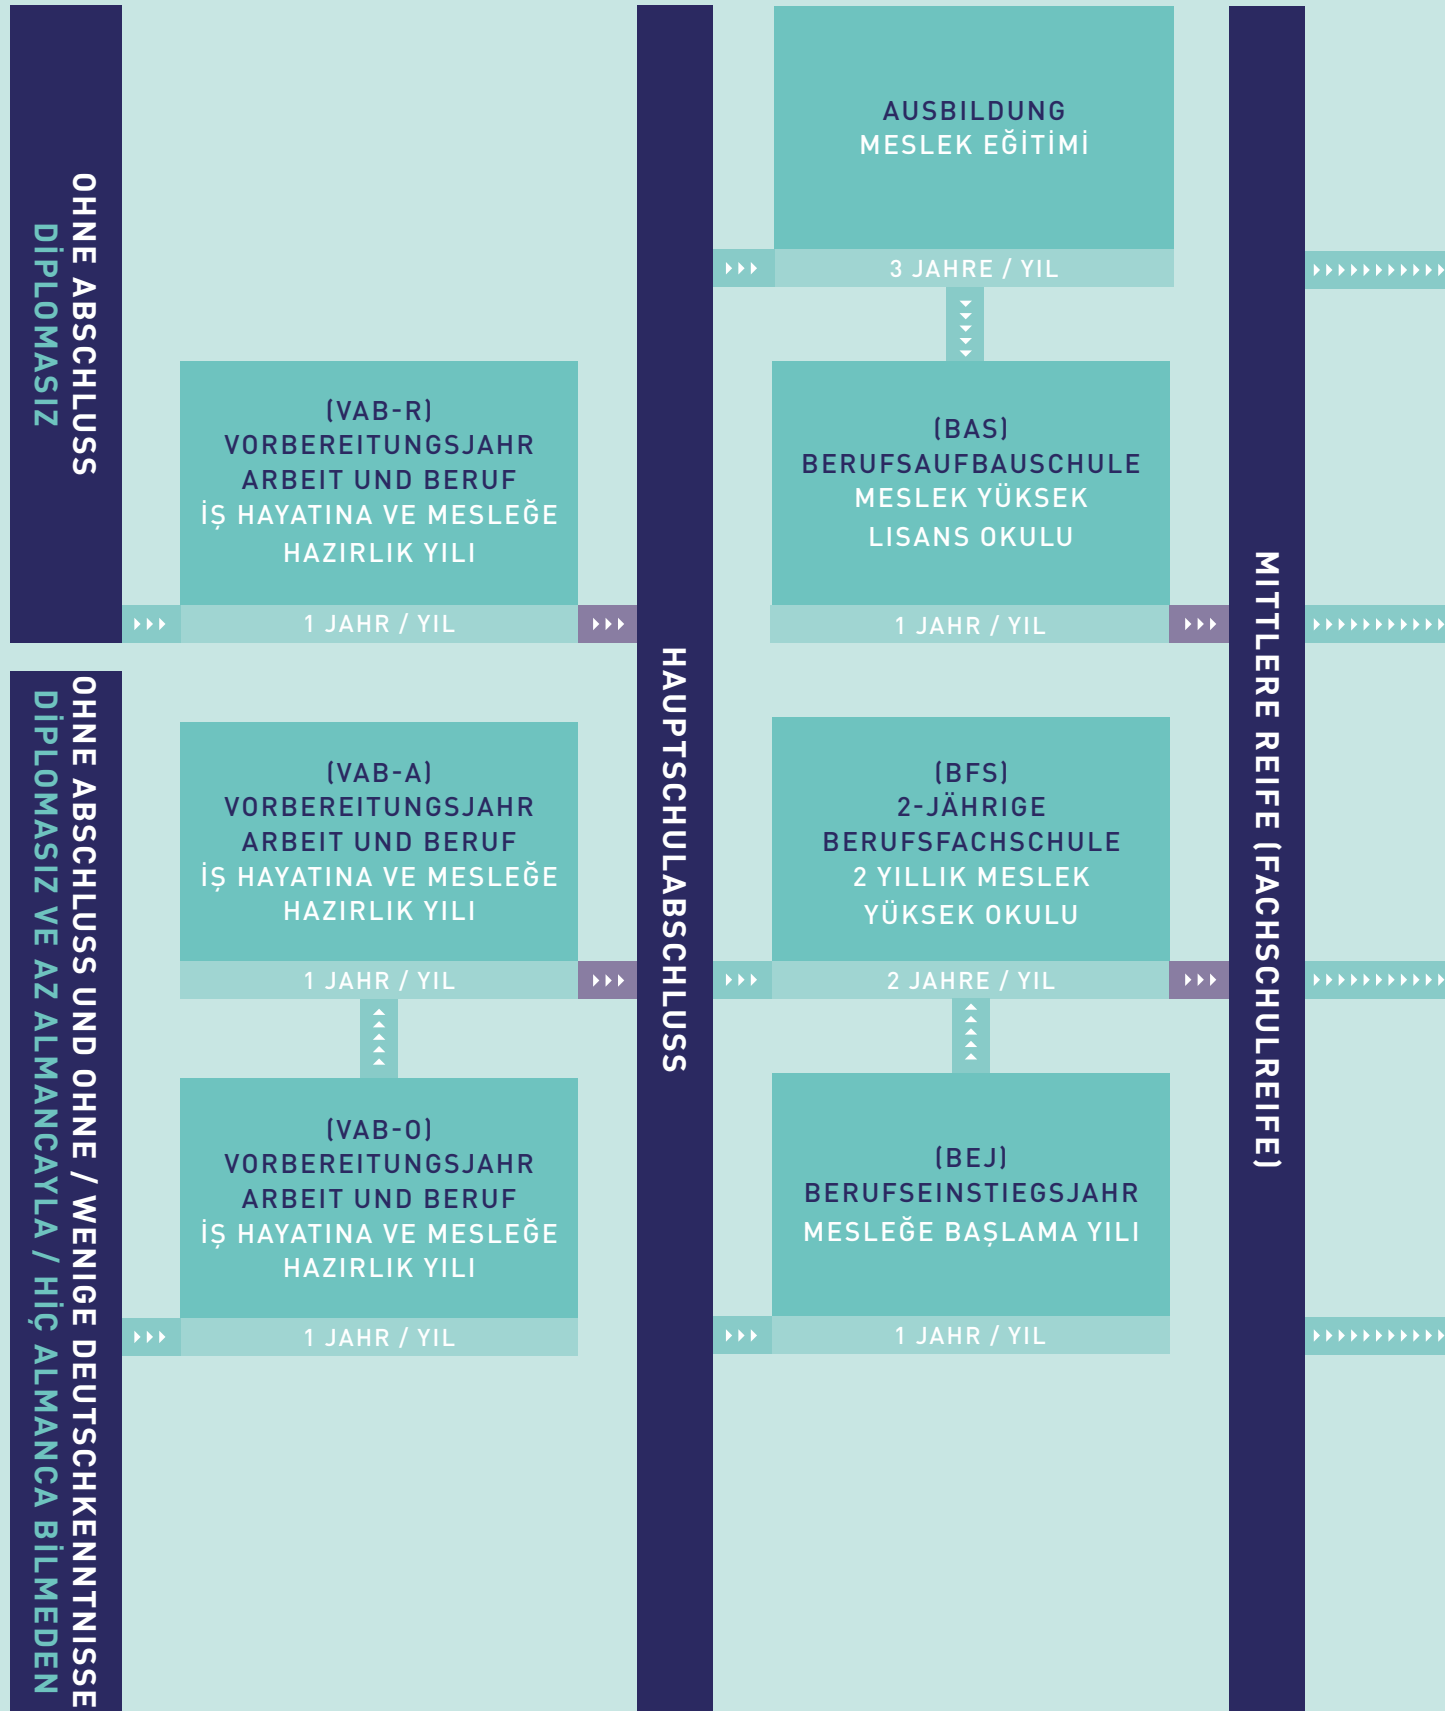 OHNE ABSCHLUSS
DİPLOMASIZ
(VAB-R)
VORBEREITUNGSJAHR
ARBEIT UND BERUF
İŞ HAYATINA VE MESLEĞE
HAZIRLIK YILI
1 JAHR / YIL
OHNE ABSCHLUSS UND OHNE / WENIGE DEUTSCHKENNTNISSE
DİPLOMASIZ VE AZ ALMANCAYLA / HİÇ ALMANCA BİLMEDEN
(VAB-A)
VORBEREITUNGSJAHR
ARBEIT UND BERUF
İŞ HAYATINA VE MESLEĞE
HAZIRLIK YILI
1 JAHR / YIL
(VAB-O)
VORBEREITUNGSJAHR
ARBEIT UND BERUF
İŞ HAYATINA VE MESLEĞE
HAZIRLIK YILI
1 JAHR / YIL
HAUPTSCHULABSCHLUSS
AUSBILDUNG
MESLEK EĞİTİMİ
3 JAHRE / YIL
(BAS)
BERUFSAUFBAUSCHULE
MESLEK YÜKSEK
LISANS OKULU
1 JAHR / YIL
(BFS)
2-JÄHRIGE
BERUFSFACHSCHULE
2 YILLIK MESLEK
YÜKSEK OKULU
2 JAHRE / YIL
(BEJ)
BERUFSEINSTIEGSJAHR
MESLEĞE BAŞLAMA YILI
1 JAHR / YIL
MITTLERE REIFE (FACHSCHULREIFE)